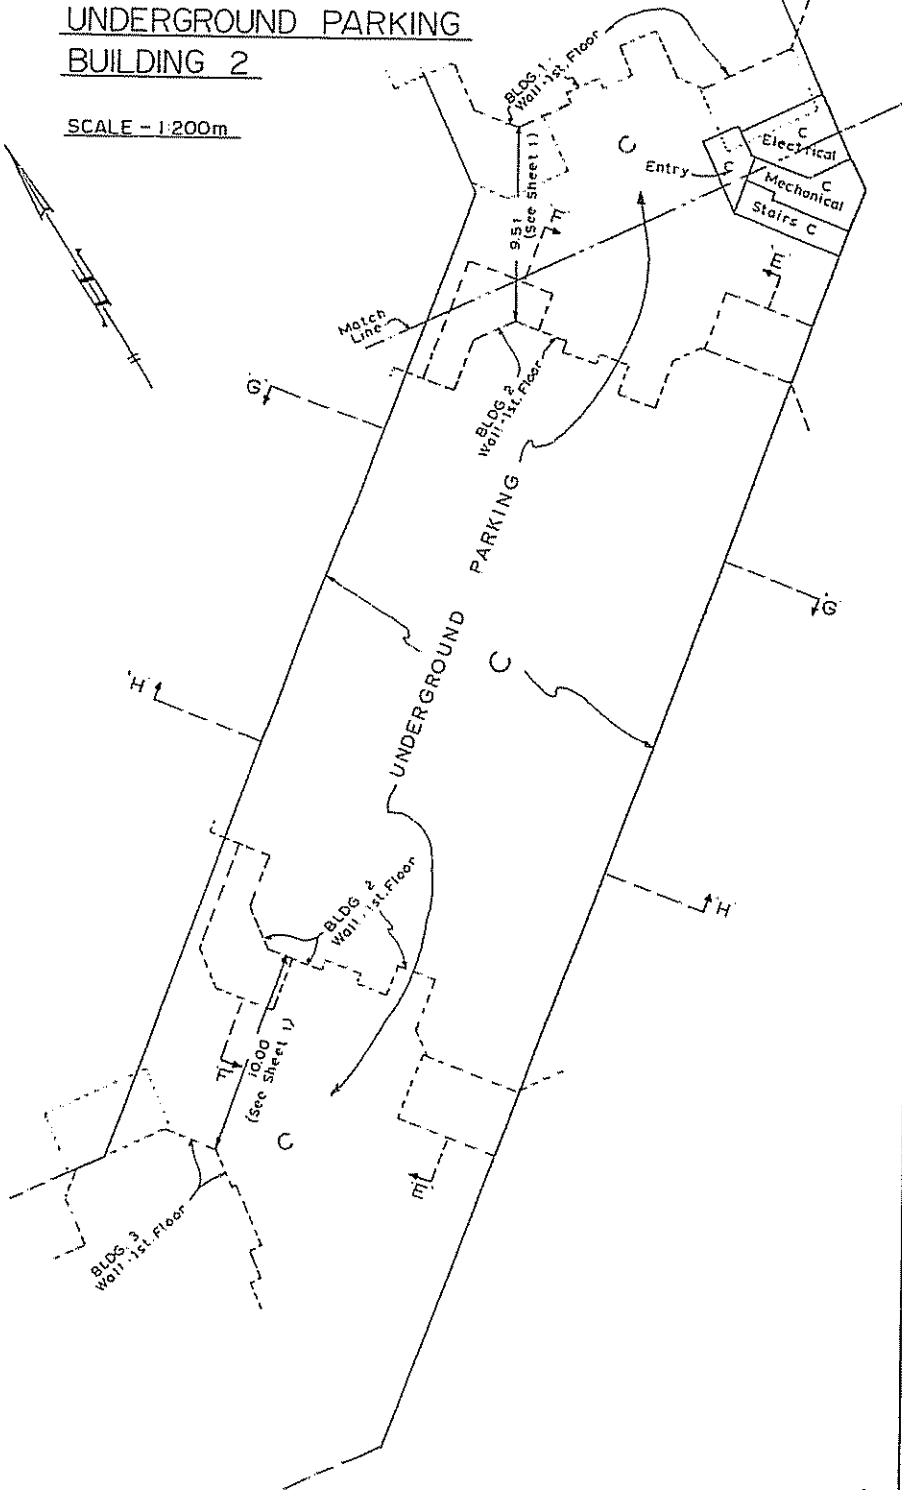 UNDERGROUND PARKING
BUILDING 2
SCALE - 1:200m
BLDG. 1
Wall-1st. Floor
C
C
Electrical
Entry
C
C
Mechanical
Stairs C
9.51
(See Sheet 1)
'F'
'E'
Match
Line
'G'
BLDG. 2
Wall-1st. Floor
UNDERGROUND PARKING
'G'
C
'H'
'H'
BLDG. 2
Wall-1st. Floor
10.00
(See Sheet 1)
'F'
C
'E'
BLDG. 3
Wall-1st. Floor